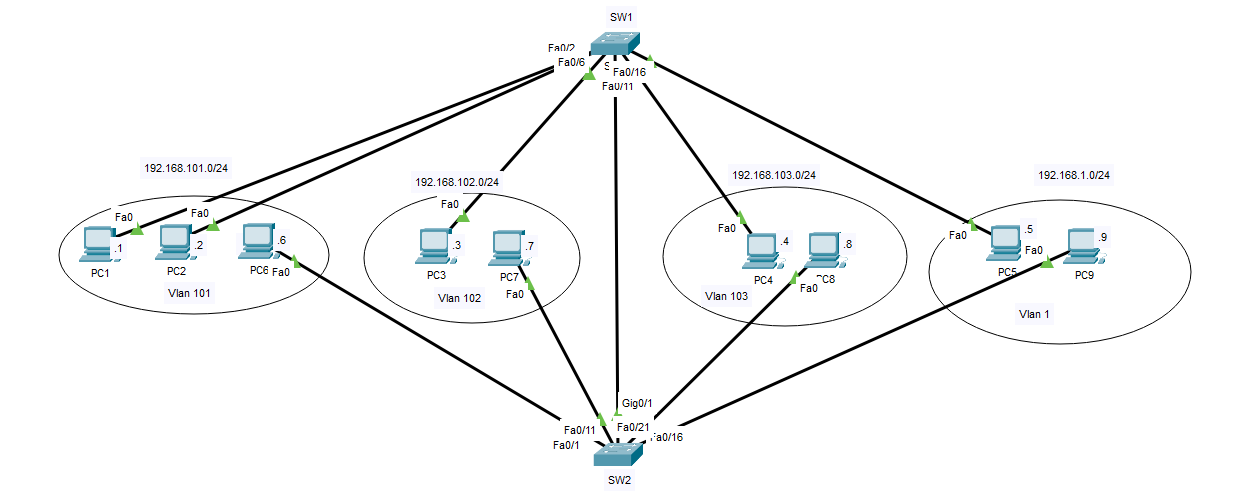 SW1
Fa0/2
Fa0/6
Fa0/16
Fa0/11
192.168.101.0/24
192.168.102.0/24
192.168.103.0/24
192.168.1.0/24
Fa0
Fa0
.1
.2
.6
Fa0
PC1
PC2
PC6
Vlan 101
Fa0
.3
.7
PC3
PC7
Fa0
Vlan 102
Fa0
.4
.8
PC4
PC8
Fa0
Vlan 103
Fa0
.5
Fa0
.9
PC5
PC9
Vlan 1
Gig0/1
Fa0/11
Fa0/21
Fa0/16
Fa0/1
SW2